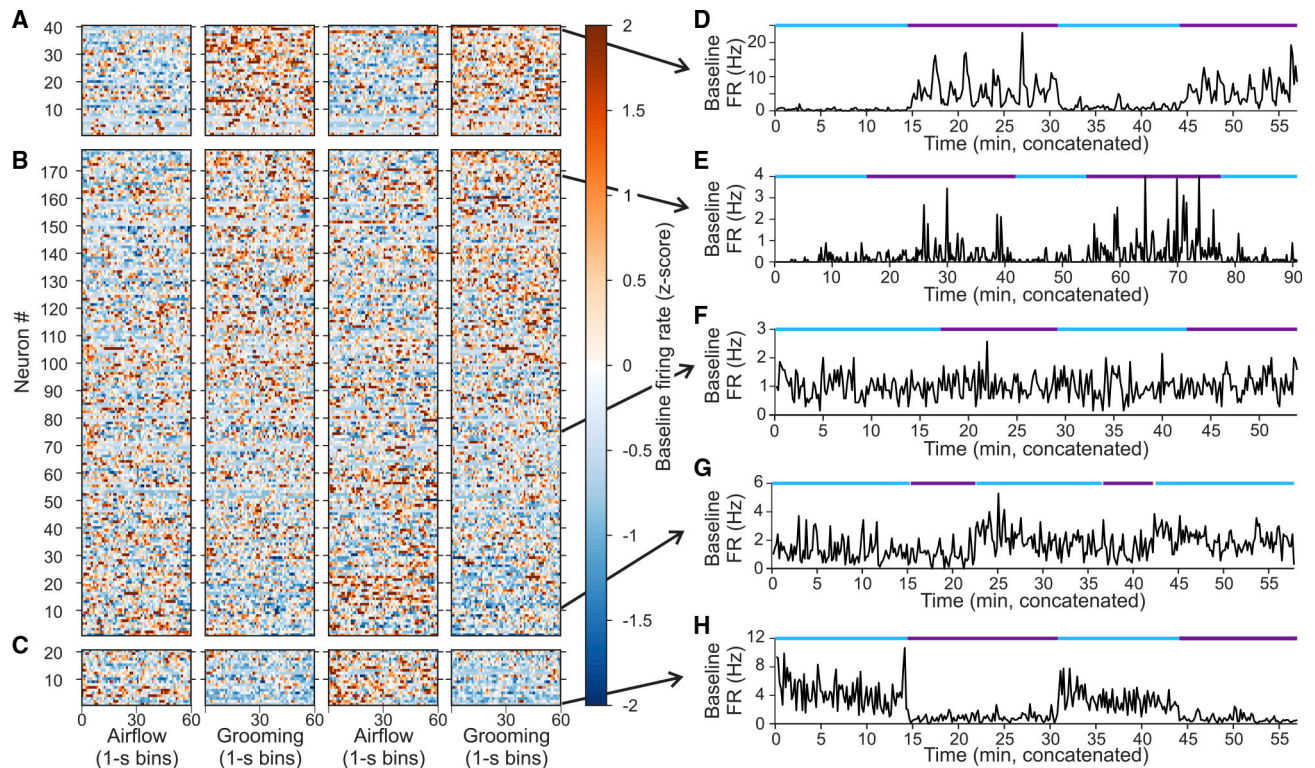 A
40
30
20
10
B
170
160
150
140
130
120
110
100
90
80
70
60
50
40
30
20
10
Neuron #
C
20
10
0 30 60 30 60 30 60 30 60
Airflow
(1-s bins)
Grooming
(1-s bins)
Airflow
(1-s bins)
Grooming
(1-s bins)
2
1.5
1
0.5
0
-0.5
-1
-1.5
-2
Baseline firing rate (z-score)
D
Baseline
FR (Hz)
20
10
0
0 5 10 15 20 25 30 35 40 45 50 55
Time (min, concatenated)
E
Baseline
FR (Hz)
4
3
2
1
0
0 10 20 30 40 50 60 70 80 90
Time (min, concatenated)
F
Baseline
FR (Hz)
3
2
1
0
0 5 10 15 20 25 30 35 40 45 50
Time (min, concatenated)
G
Baseline
FR (Hz)
6
4
2
0
0 5 10 15 20 25 30 35 40 45 50 55
Time (min, concatenated)
H
Baseline
FR (Hz)
12
8
4
0
0 5 10 15 20 25 30 35 40 45 50 55
Time (min, concatenated)